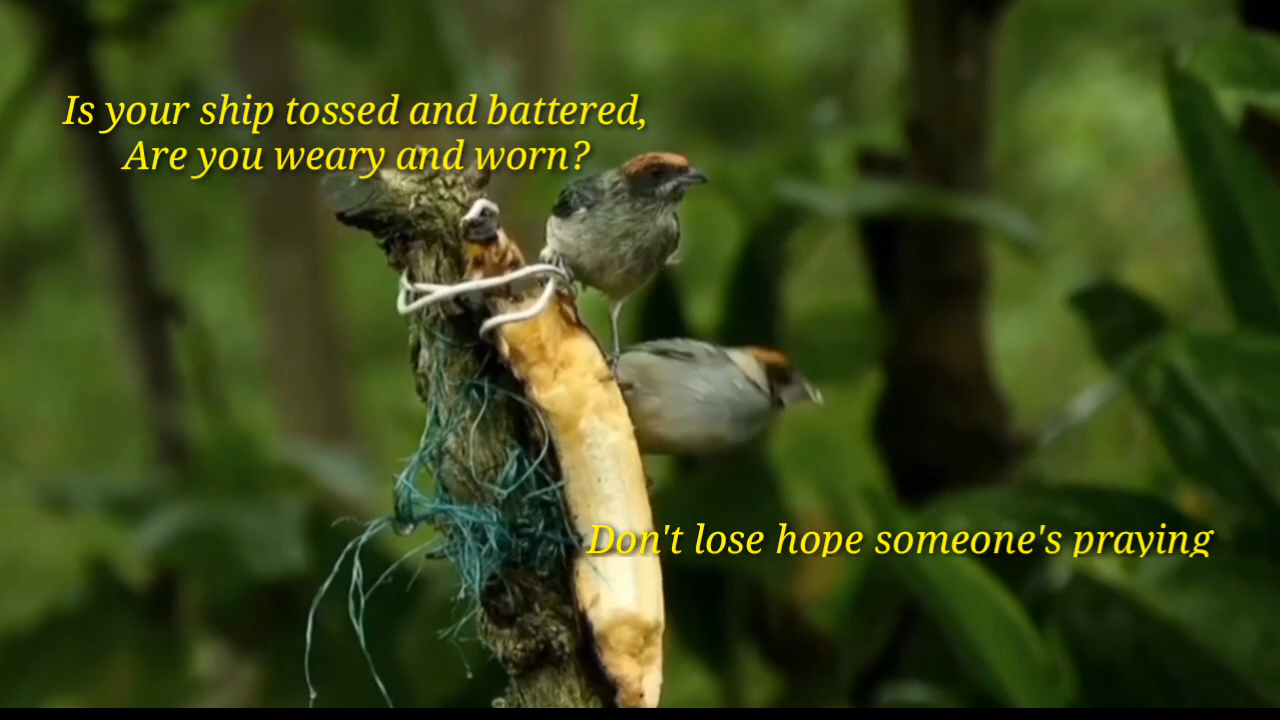 Is your ship tossed and battered,
Are you weary and worn?
Don't lose hope someone's praying